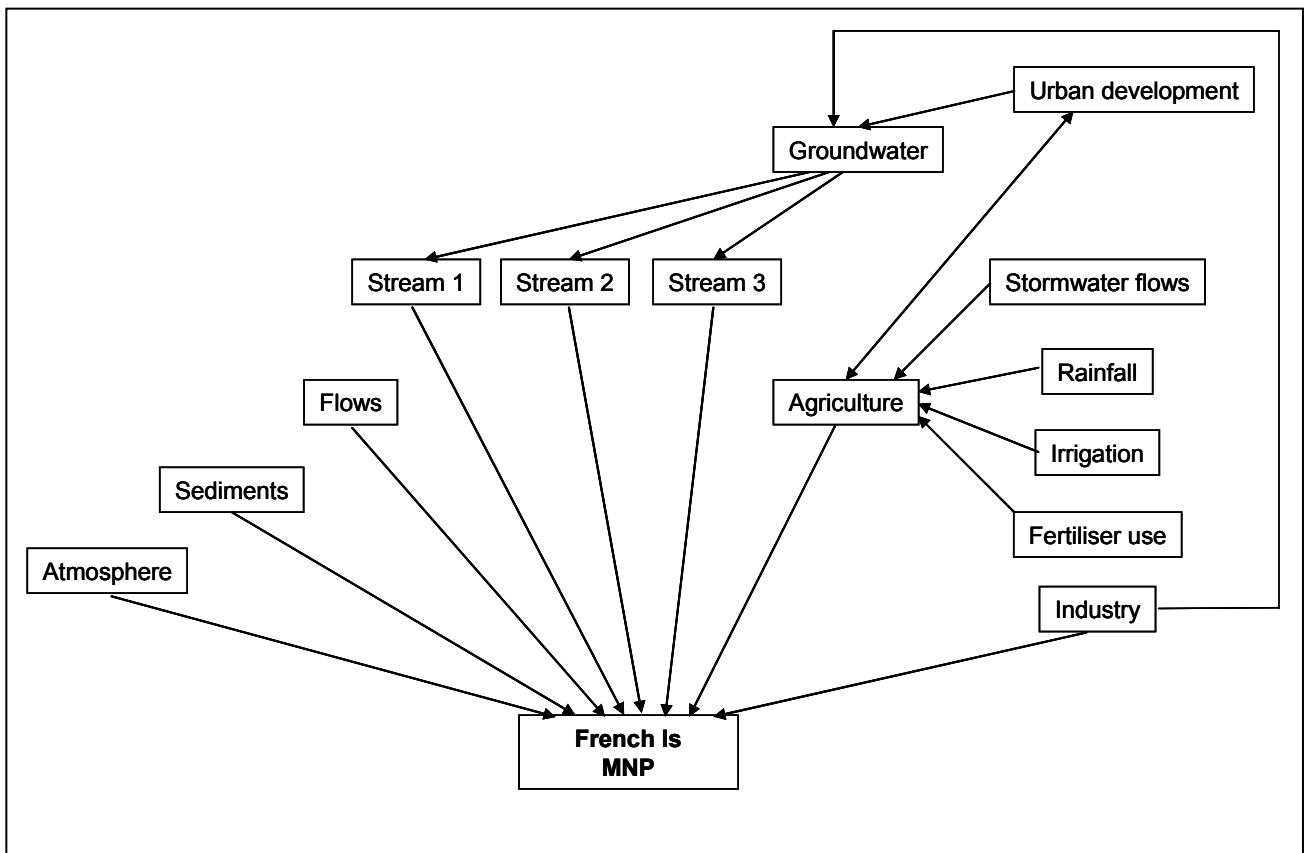 Urban development
Groundwater
Stream 1
Stream 2
Stream 3
Stormwater flows
Rainfall
Flows
Agriculture
Irrigation
Sediments
Fertiliser use
Atmosphere
Industry
French Is
MNP